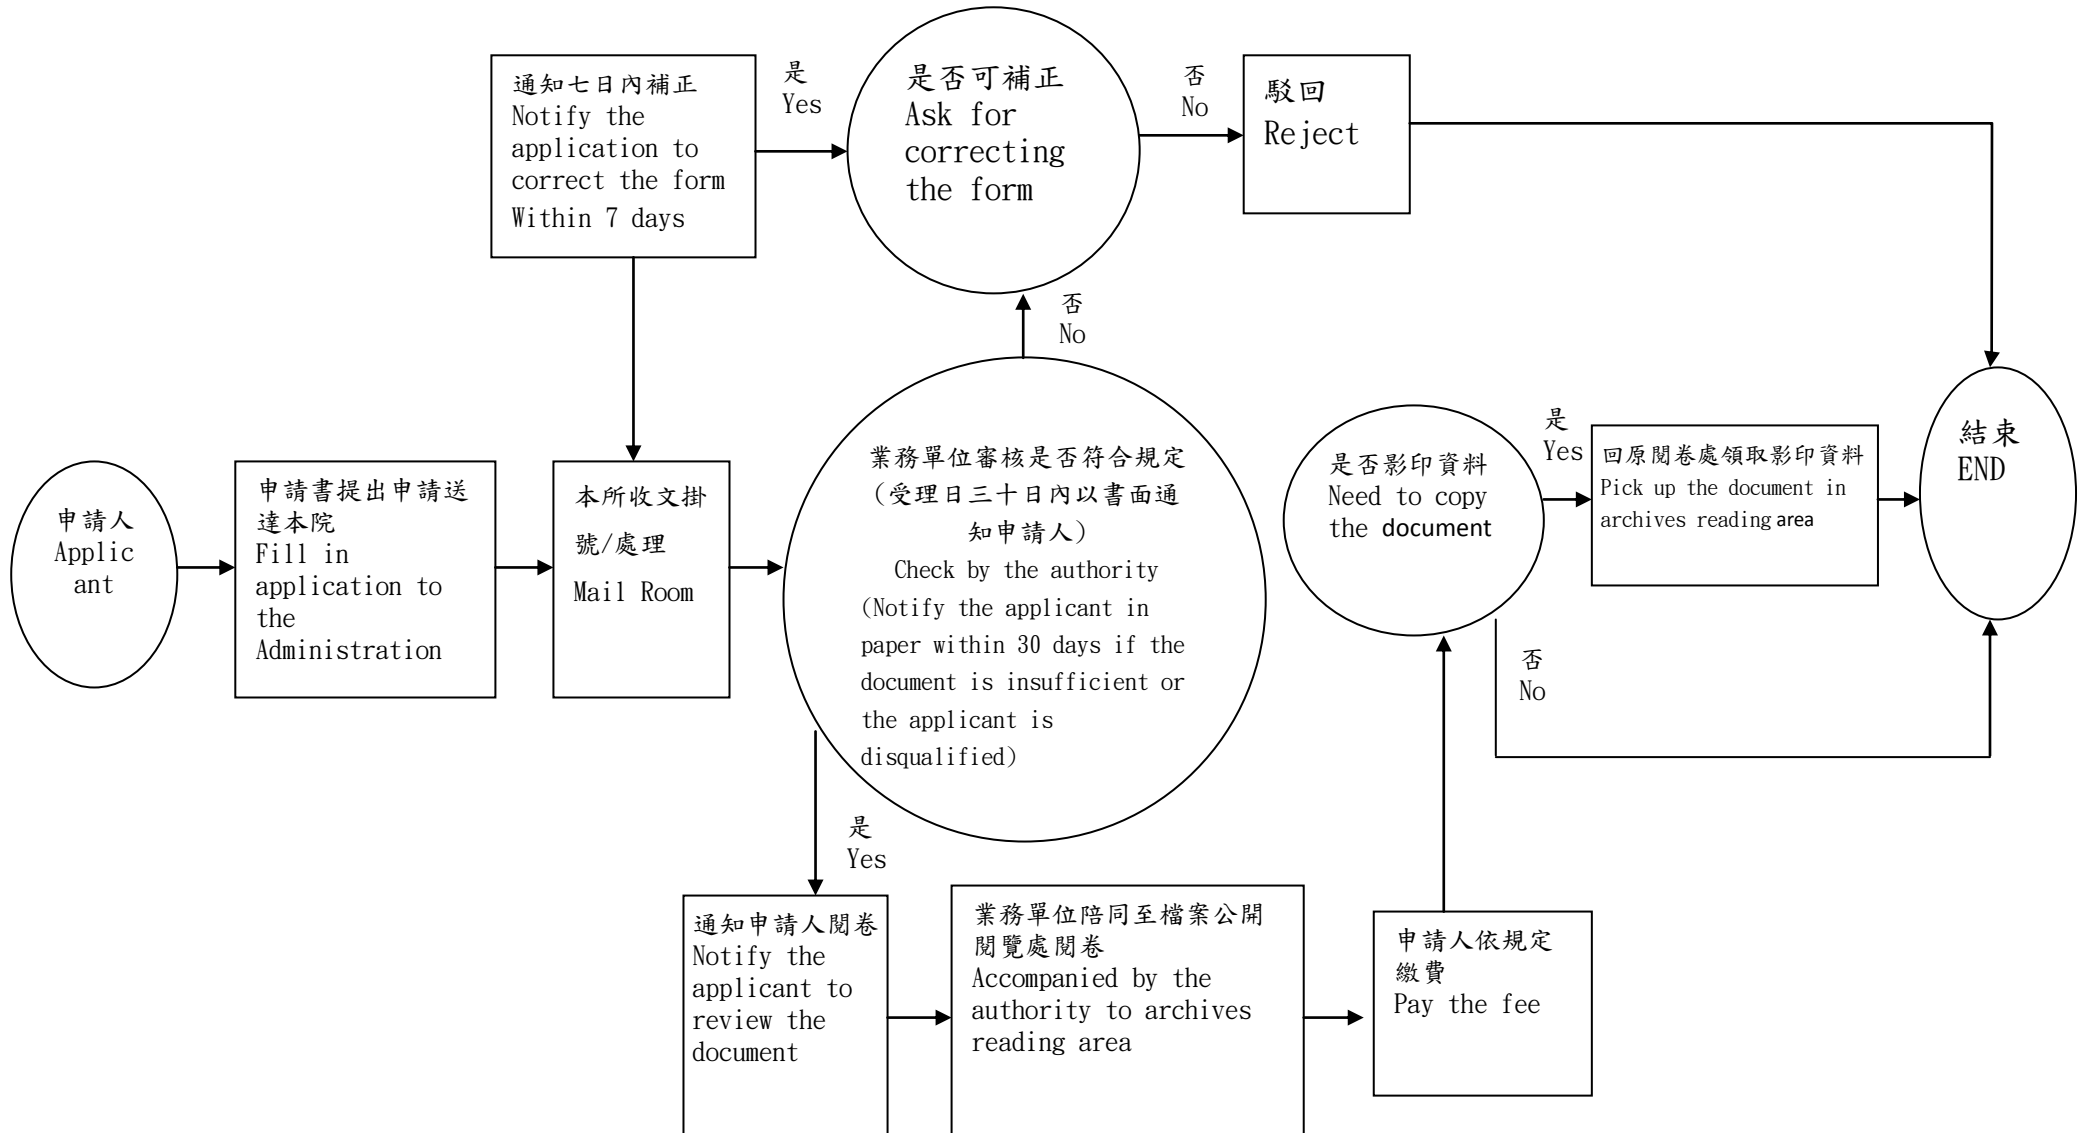 通知七日內補正
Notify the
application to
correct the form
Within 7 days
是
Yes
是否可補正
Ask for
correcting
the form
否
No
駁回
Reject
否
No
申請人
Applic
ant
申請書提出申請送
達本院
Fill in
application to
the
Administration
本所收文掛
號/處理
Mail Room
業務單位審核是否符合規定
(受理日三十日內以書面通
知申請人)
Check by the authority
(Notify the applicant in
paper within 30 days if the
document is insufficient or
the applicant is
disqualified)
是
Yes
通知申請人閱卷
Notify the
applicant to
review the
document
業務單位陪同至檔案公開
閱覽處閱卷
Accompanied by the
authority to archives
reading area
申請人依規定
繳費
Pay the fee
是否影印資料
Need to copy
the document
是
Yes
回原閱卷處領取影印資料
Pick up the document in
archives reading area
否
No
結束
END